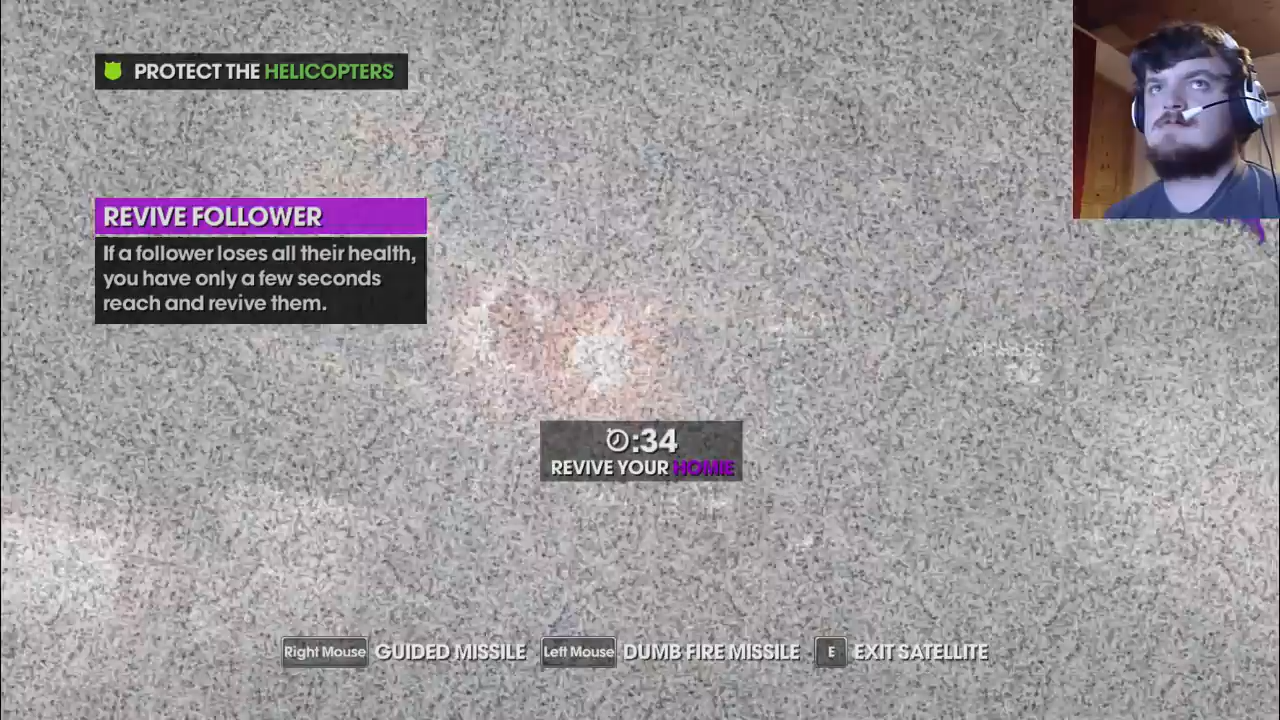 PROTECT THE HELICOPTERS
REVIVE FOLLOWER
If a follower loses all their health,
you have only a few seconds
reach and revive them.
:34
REVIVE YOUR HOMIE
Right Mouse GUIDED MISSILE Left Mouse DUMB FIRE MISSILE E EXIT SATELLITE